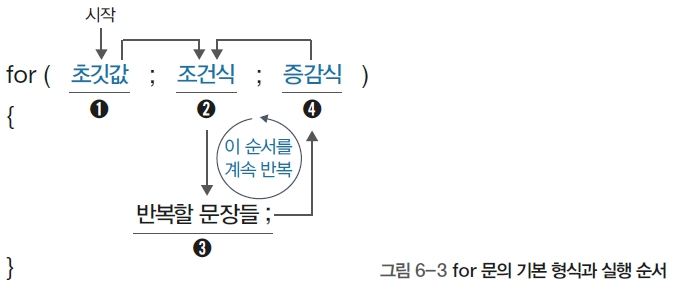 시작
for ( 초깃값 ; 조건식 ; 증감식 )
❶ ❷ ❹
{
이 순서를
계속 반복
반복할 문장들 ;
❸
}
그림 6-3 for 문의 기본 형식과 실행 순서